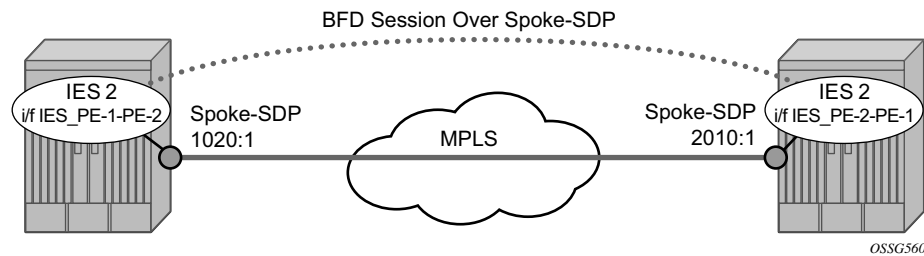 BFD Session Over Spoke-SDP
IES 2
i/f IES_PE-1-PE-2
Spoke-SDP
1020:1
MPLS
Spoke-SDP
2010:1
IES 2
i/f IES_PE-2-PE-1
OSSG560